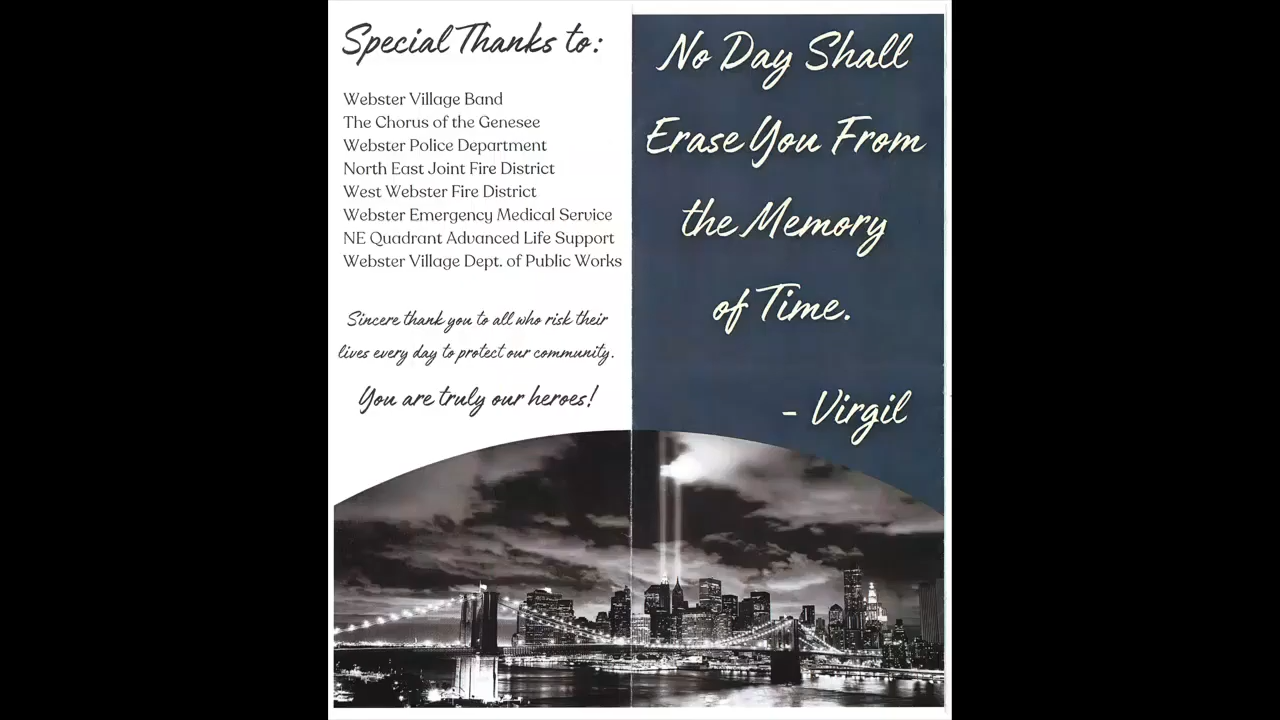 Special Thanks to:
Webster Village Band
The Chorus of the Genesee
Webster Police Department
North East Joint Fire District
West Webster Fire District
Webster Emergency Medical Service
NE Quadrant Advanced Life Support
Webster Village Dept. of Public Works
Sincere thank you to all who risk their
lives every day to protect our community.
You are truly our heroes!
No Day Shall
Erase You From
the Memory
of Time.
- Virgil